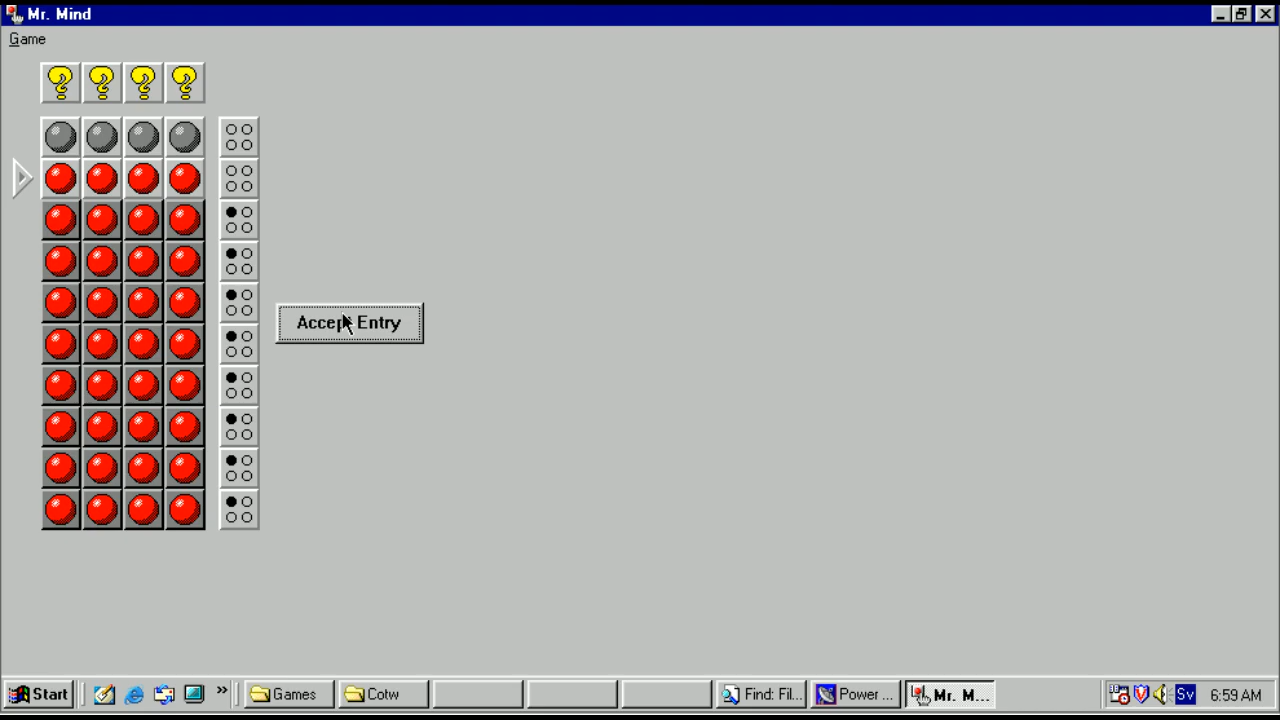 Mr. Mind
Game
Accept Entry
Start
»
Games
Cotw
Find: Fil...
Power ...
Mr. M...
Sv
6:59 AM